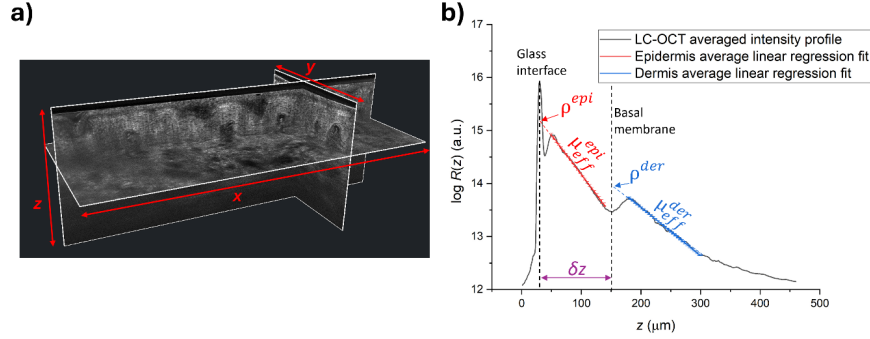 a)
y
z
x
b)
17
16
15
14
13
12
log R(z) (a.u.)
LC-OCT averaged intensity profile
Epidermis average linear regression fit
Dermis average linear regression fit
Glass
interface
ρ^epi
μ_eff^epi
Basal
membrane
ρ^der
μ_eff^der
δz
0
100
200
300
400
500
z (μm)